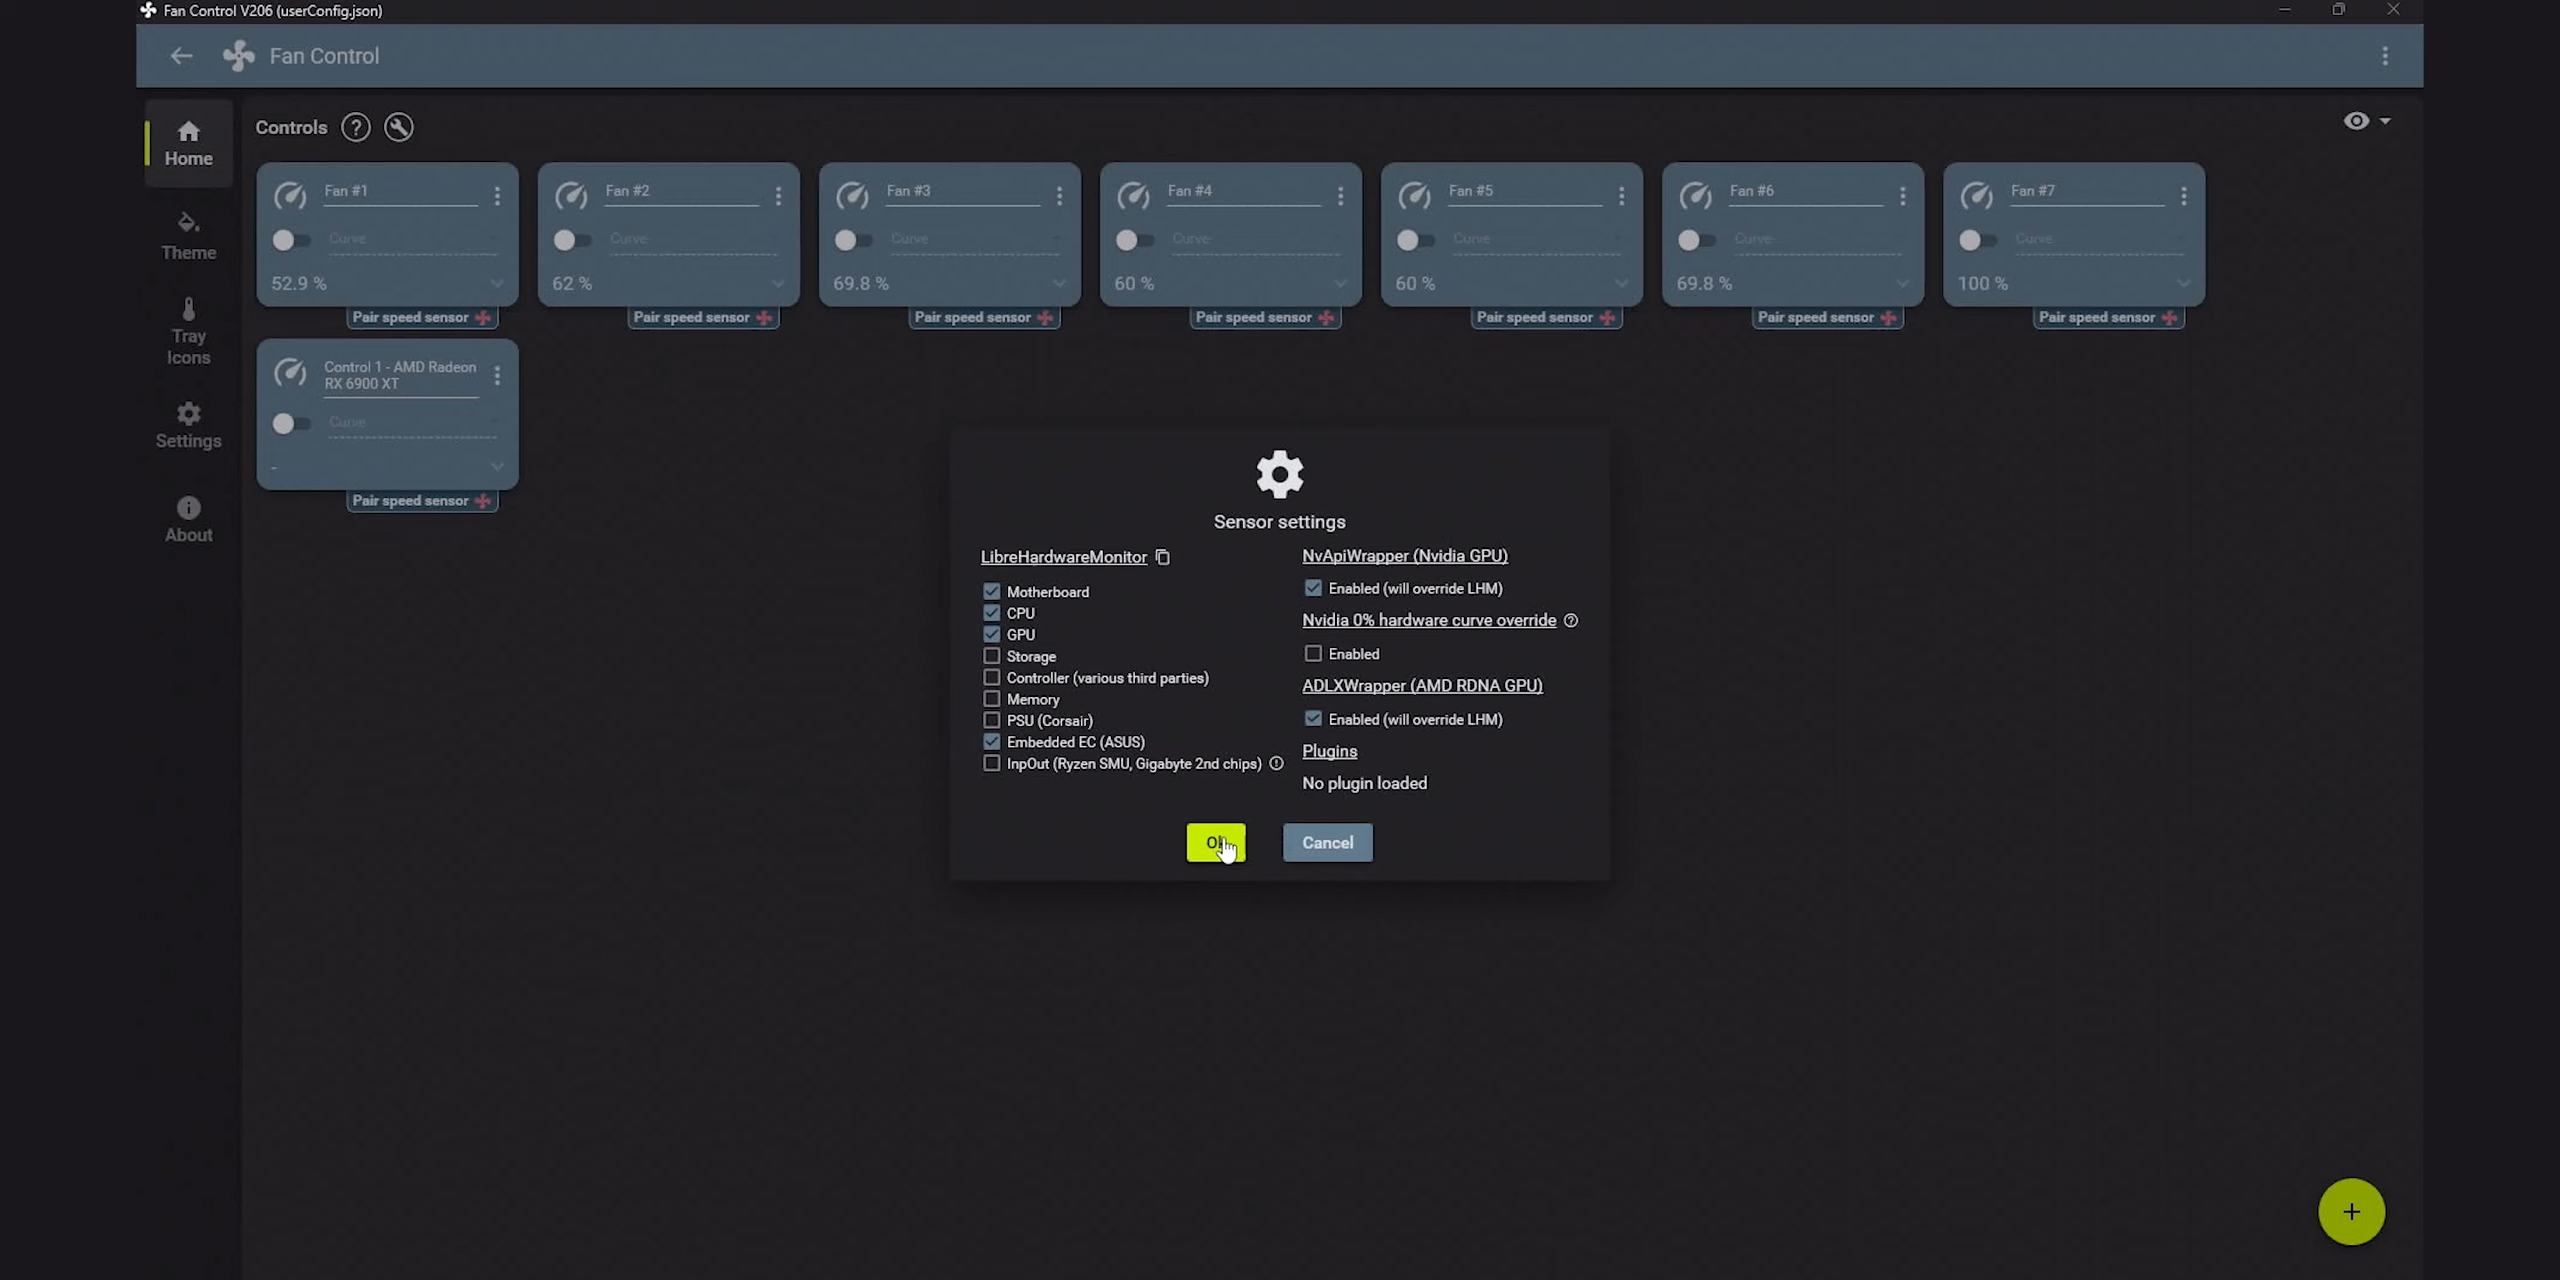 Fan Control V206 (userConfig.json)
Fan Control
Home
Theme
Tray
Icons
Settings
About
Controls
Fan #1
Curve
52.9 %
Pair speed sensor
Fan #2
Curve
62 %
Pair speed sensor
Fan #3
Curve
69.8 %
Pair speed sensor
Fan #4
Curve
60 %
Pair speed sensor
Fan #5
Curve
60 %
Pair speed sensor
Fan #6
Curve
69.8 %
Pair speed sensor
Fan #7
Curve
100 %
Pair speed sensor
Control 1 - AMD Radeon
RX 6900 XT
Curve
-
Pair speed sensor
Sensor settings
LibreHardwareMonitor
Motherboard
CPU
GPU
Storage
Controller (various third parties)
Memory
PSU (Corsair)
Embedded EC (ASUS)
InpOut (Ryzen SMU, Gigabyte 2nd chips)
NvApiWrapper (Nvidia GPU)
Enabled (will override LHM)
Nvidia 0% hardware curve override
Enabled
ADLXWrapper (AMD RDNA GPU)
Enabled (will override LHM)
Plugins
No plugin loaded
Cancel